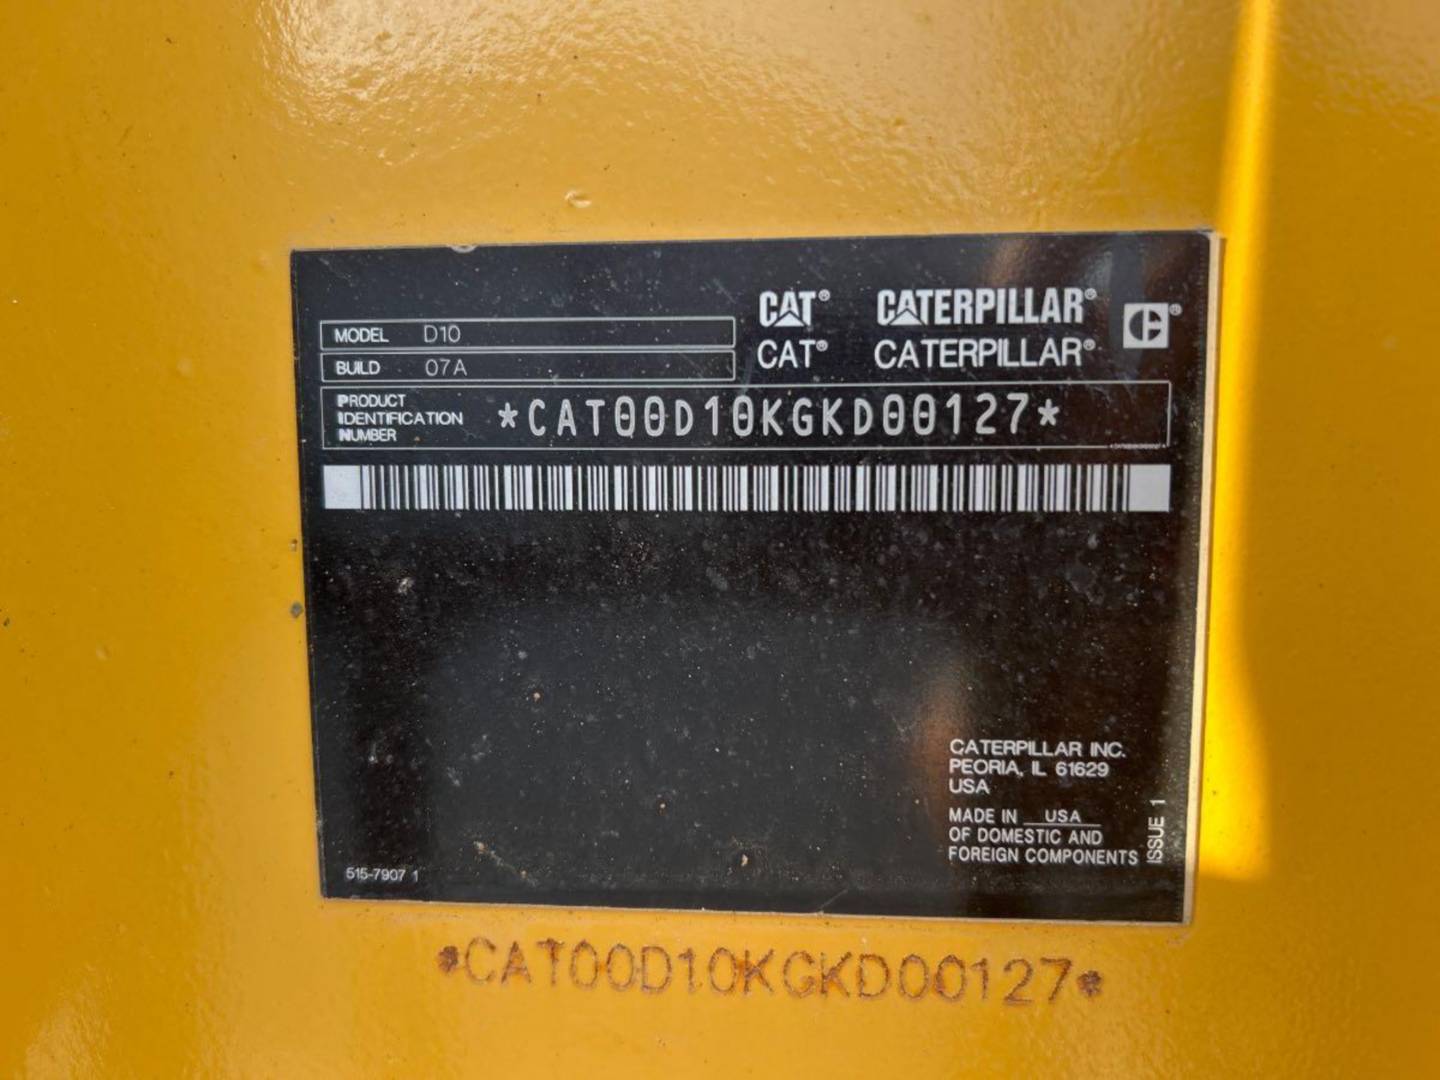 CAT® CATERPILLAR® ®
MODEL D10
CAT® CATERPILLAR®
BUILD 07A
PRODUCT
IDENTIFICATION
NUMBER
*CAT00D10KGKD00127*
CATERPILLAR INC.
PEORIA, IL 61629
USA
MADE IN USA
OF DOMESTIC AND
FOREIGN COMPONENTS
ISSUE 1
515-7907 1
*CAT00D10KGKD00127*